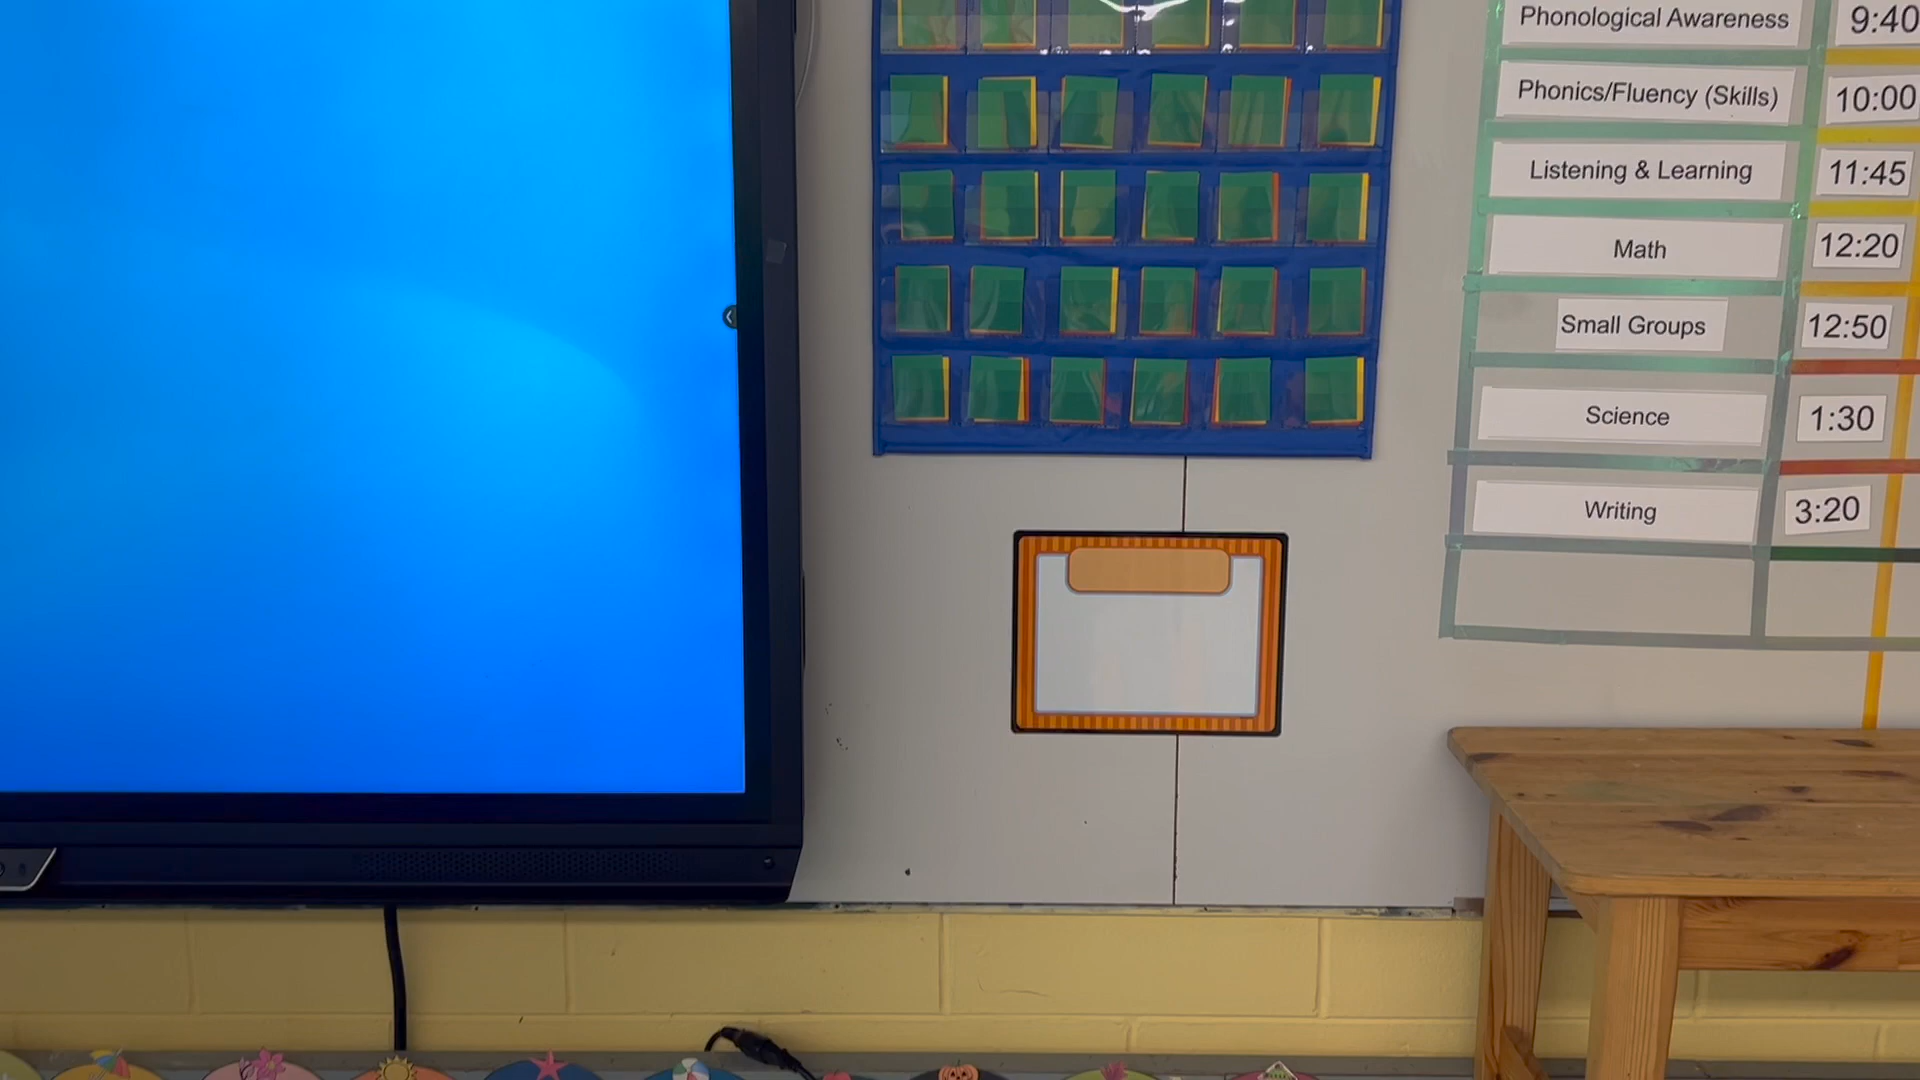 Phonological Awareness 9:40
Phonics/Fluency (Skills) 10:00
Listening & Learning 11:45
Math 12:20
Small Groups 12:50
Science 1:30
Writing 3:20